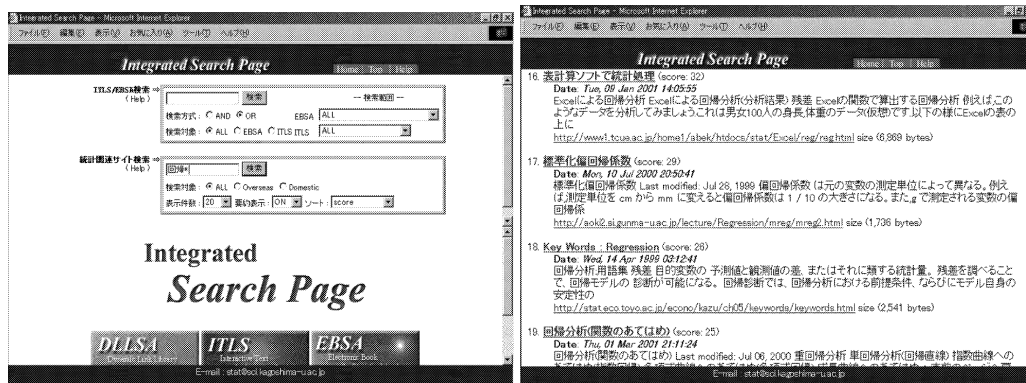 Integrated Search Page - Microsoft Internet Explorer
ファイル(F) 編集(E) 表示(V) お気に入り(A) ツール(T) ヘルプ(H)
Integrated Search Page
Home | Top | Help
ITLS/EBSA検索 ⇒
(Help)
検索
-- 検索範囲 --
検索方式 : AND OR EBSA ALL
検索対象 : ALL EBSA ITLS ITLS ALL
統計関連サイト検索 ⇒
(Help)
回帰* 検索
検索対象 : ALL Overseas Domestic
表示件数 : 20 要約表示 : ON ソート : score
Integrated
Search Page
DLLSA
Dynamic Link Library
ITLS
Interactive Text
EBSA
Electronic Book
E-mail : stat@sci.kagoshima-u.ac.jp
Integrated Search Page - Microsoft Internet Explorer
ファイル(F) 編集(E) 表示(V) お気に入り(A) ツール(T) ヘルプ(H)
Integrated Search Page
Home | Top | Help
16. 表計算ソフトで統計処理 (score: 32)
Date: Tue, 09 Jan 2001 14:05:55
Excelによる回帰分析 Excelによる回帰分析(分析結果) 残差 Excelの関数で算出する回帰分析 例えば,この
ようなデータを分析してみましょうこれは男女100人の身長,体重のデータ(仮想)です.以下の様にExcelの表の
上に
http://www1.tcue.ac.jp/home1/abek/htdocs/stat/Excel/reg/reg.html size (6,869 bytes)
17. 標準化偏回帰係数 (score: 29)
Date: Mon, 10 Jul 2000 20:50:41
標準化偏回帰係数 Last modified: Jul 26, 1999 偏回帰係数 は元の変数の測定単位によって異なる。例え
ば,測定単位を cm から mm に変えると偏回帰係数は 1 / 10 の大きさになる。また,g で測定される変数の偏
回帰係
http://aoki2.si.gunma-u.ac.jp/lecture/Regression/mreg/mreg2.html size (1,736 bytes)
18. Key Words : Regression (score: 26)
Date: Wed, 14 Apr 1999 03:12:41
回帰分析用語集 残差 目的変数の 予測値と観測値の差、またはそれに類する統計量。 残差を調べること
で、回帰モデルの 診断が可能になる。 回帰診断では、回帰分析における前提条件、ならびにモデル自身の
安定性の
http://stat.eco.toyo.ac.jp/econo/kazu/ch05/keywords/keywords.html size (2,541 bytes)
19. 回帰分析(関数のあてはめ) (score: 25)
Date: Thu, 01 Mar 2001 21:11:24
回帰分析(関数のあてはめ) Last modified: Jul 06, 2000 重回帰分析 単回帰分析(回帰直線) 指数曲線への
E-mail : stat@sci.kagoshima-u.ac.jp